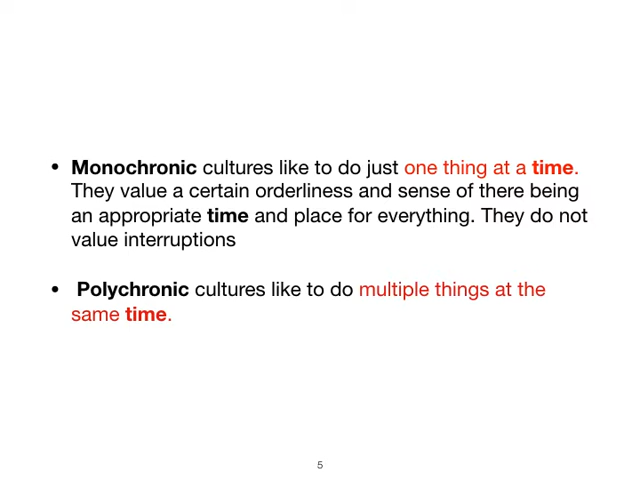 • Monochronic cultures like to do just one thing at a time.
They value a certain orderliness and sense of there being
an appropriate time and place for everything. They do not
value interruptions
• Polychronic cultures like to do multiple things at the
same time.
5